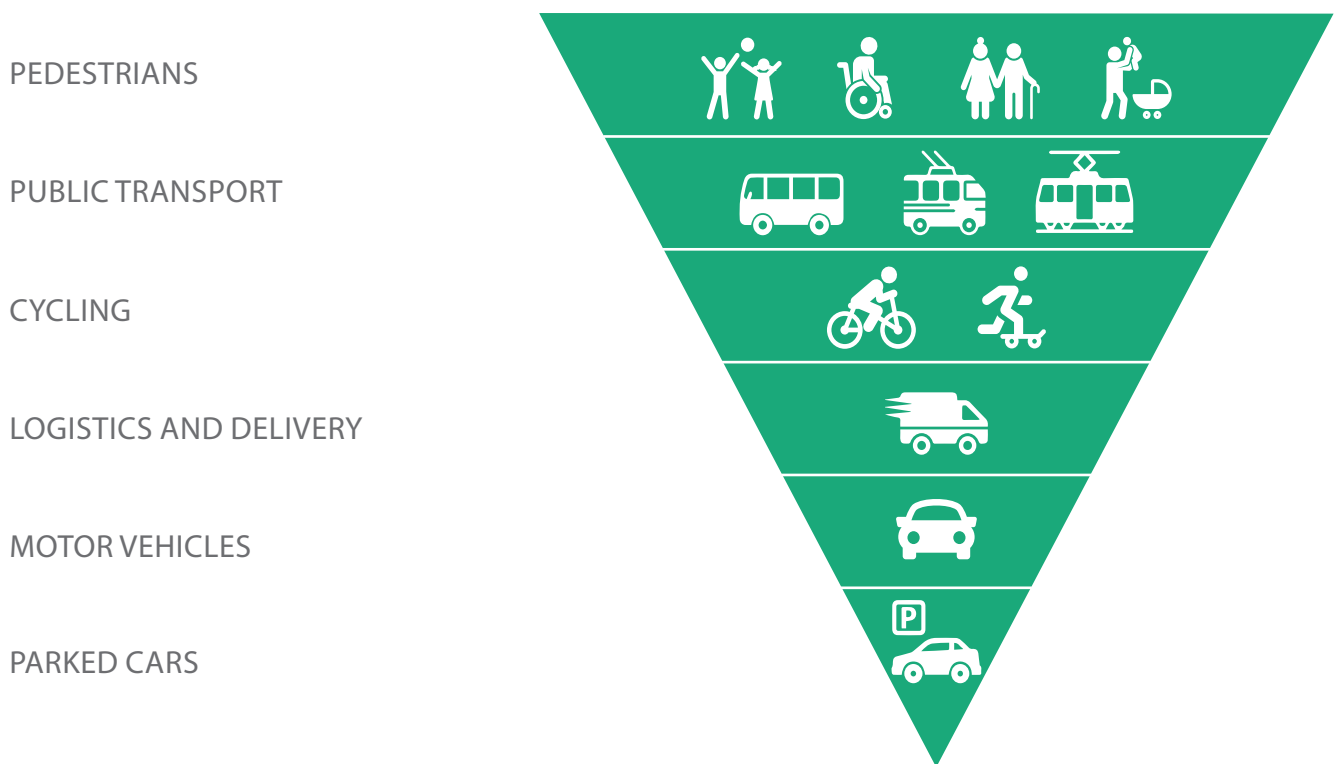 PEDESTRIANS
PUBLIC TRANSPORT
CYCLING
LOGISTICS AND DELIVERY
MOTOR VEHICLES
P
PARKED CARS